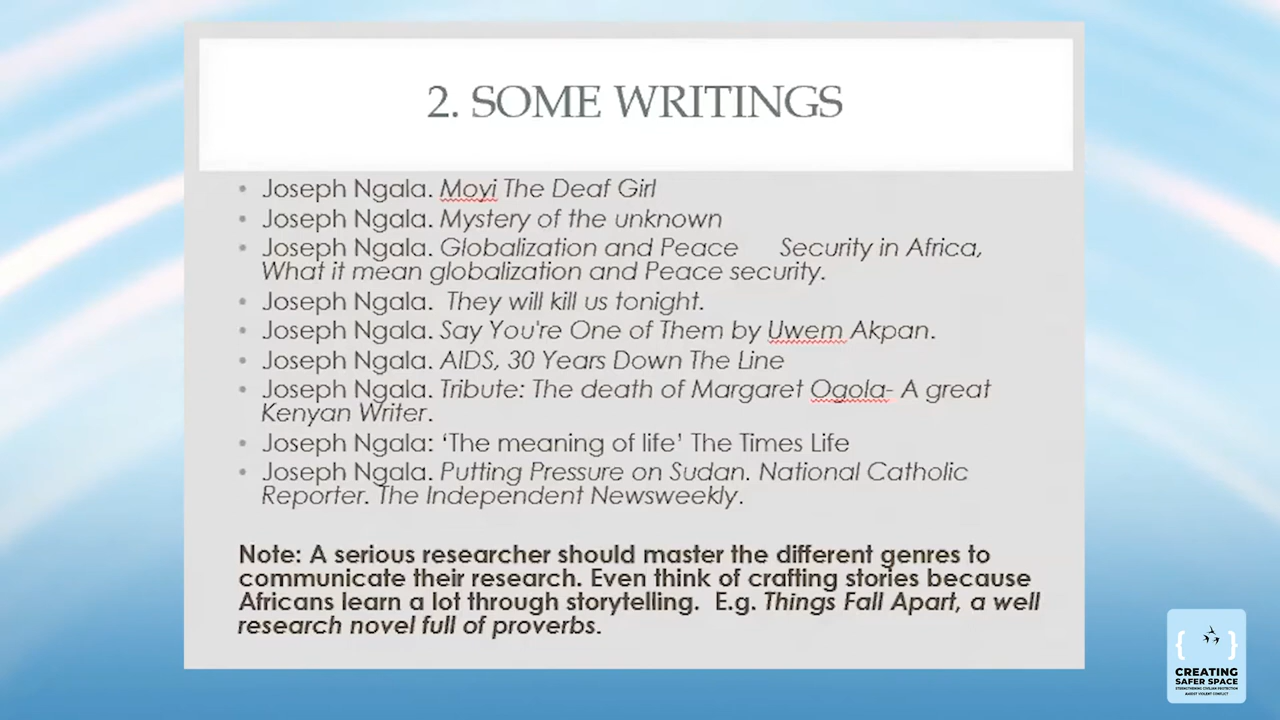 2. SOME WRITINGS
• Joseph Ngala. Moyi The Deaf Girl
• Joseph Ngala. Mystery of the unknown
• Joseph Ngala. Globalization and Peace Security in Africa,
What it mean globalization and Peace security.
• Joseph Ngala. They will kill us tonight.
• Joseph Ngala. Say You're One of Them by Uwem Akpan.
• Joseph Ngala. AIDS, 30 Years Down The Line
• Joseph Ngala. Tribute: The death of Margaret Ogola- A great
Kenyan Writer.
• Joseph Ngala: ‘The meaning of life’ The Times Life
• Joseph Ngala. Putting Pressure on Sudan. National Catholic
Reporter. The Independent Newsweekly.
Note: A serious researcher should master the different genres to
communicate their research. Even think of crafting stories because
Africans learn a lot through storytelling. E.g. Things Fall Apart, a well
research novel full of proverbs.
CREATING
SAFER SPACE
STRENGTHENING CIVILIAN PROTECTION
AMIDST VIOLENT CONFLICT